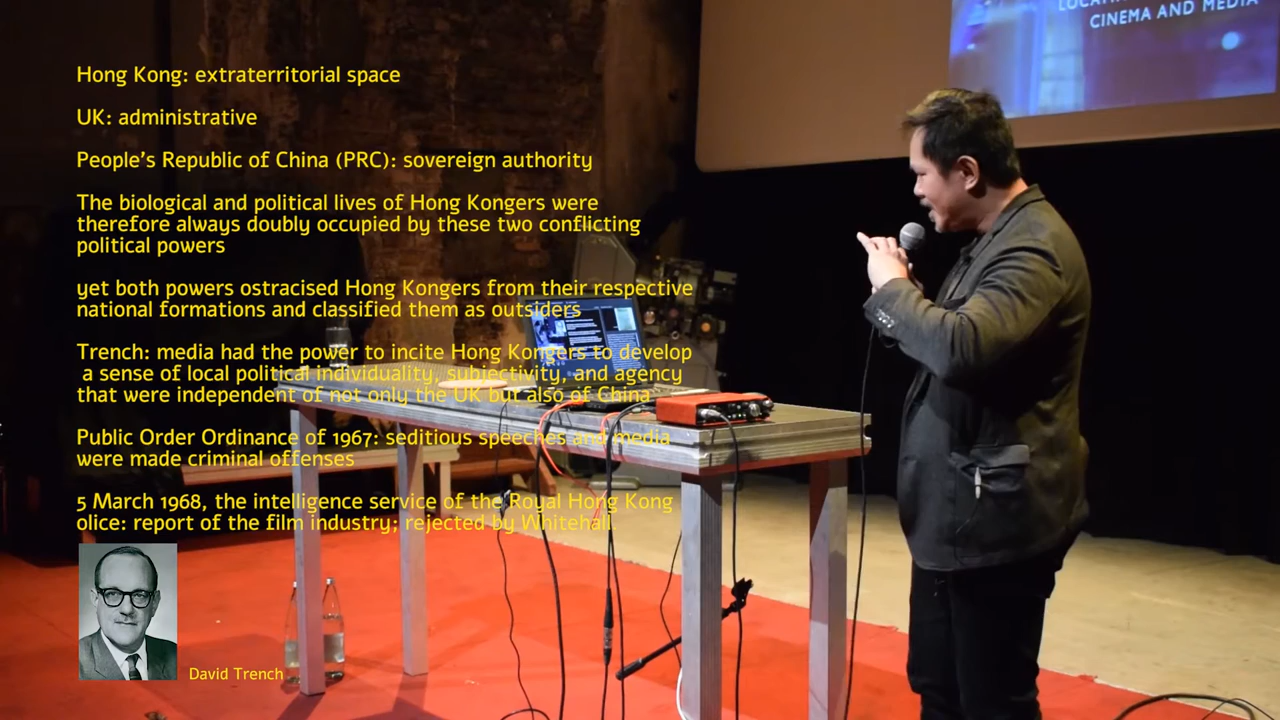 CINEMA AND MEDIA
Hong Kong: extraterritorial space
UK: administrative
People's Republic of China (PRC): sovereign authority
The biological and political lives of Hong Kongers were
therefore always doubly occupied by these two conflicting
political powers
yet both powers ostracised Hong Kongers from their respective
national formations and classified them as outsiders
Trench: media had the power to incite Hong Kongers to develop
a sense of local political individuality, subjectivity, and agency
that were independent of not only the UK but also of China
Public Order Ordinance of 1967: seditious speeches and media
were made criminal offenses
5 March 1968, the intelligence service of the Royal Hong Kong
olice: report of the film industry; rejected by Whitehall.
David Trench